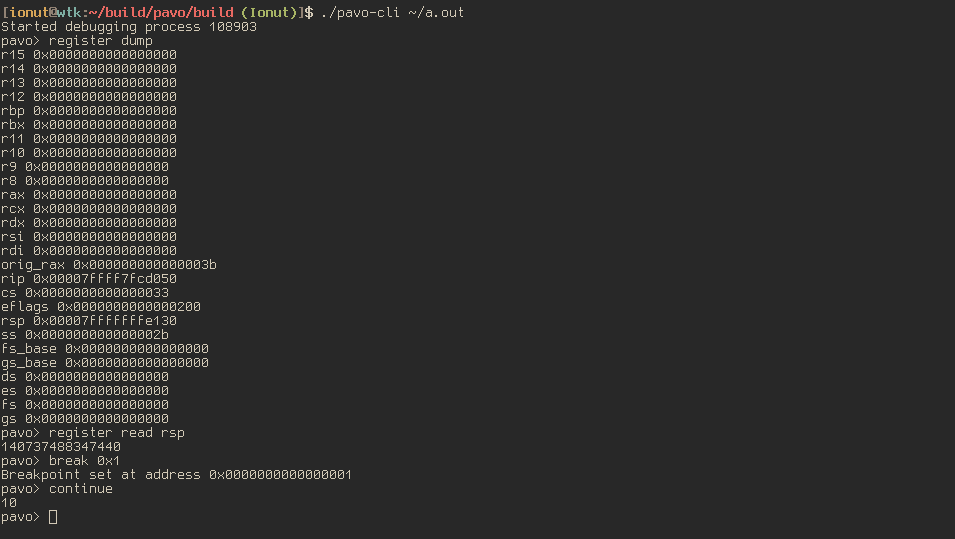 [ionut@wtk:~/build/pavo/build (Ionut)]$ ./pavo-cli ~/a.out
Started debugging process 108903
pavo> register dump
r15 0x0000000000000000
r14 0x0000000000000000
r13 0x0000000000000000
r12 0x0000000000000000
rbp 0x0000000000000000
rbx 0x0000000000000000
r11 0x0000000000000000
r10 0x0000000000000000
r9 0x0000000000000000
r8 0x0000000000000000
rax 0x0000000000000000
rcx 0x0000000000000000
rdx 0x0000000000000000
rsi 0x0000000000000000
rdi 0x0000000000000000
orig_rax 0x000000000000003b
rip 0x00007ffff7fcd050
cs 0x0000000000000033
eflags 0x0000000000000200
rsp 0x00007fffffffe130
ss 0x000000000000002b
fs_base 0x0000000000000000
gs_base 0x0000000000000000
ds 0x0000000000000000
es 0x0000000000000000
fs 0x0000000000000000
gs 0x0000000000000000
pavo> register read rsp
140737488347440
pavo> break 0x1
Breakpoint set at address 0x0000000000000001
pavo> continue
10
pavo>